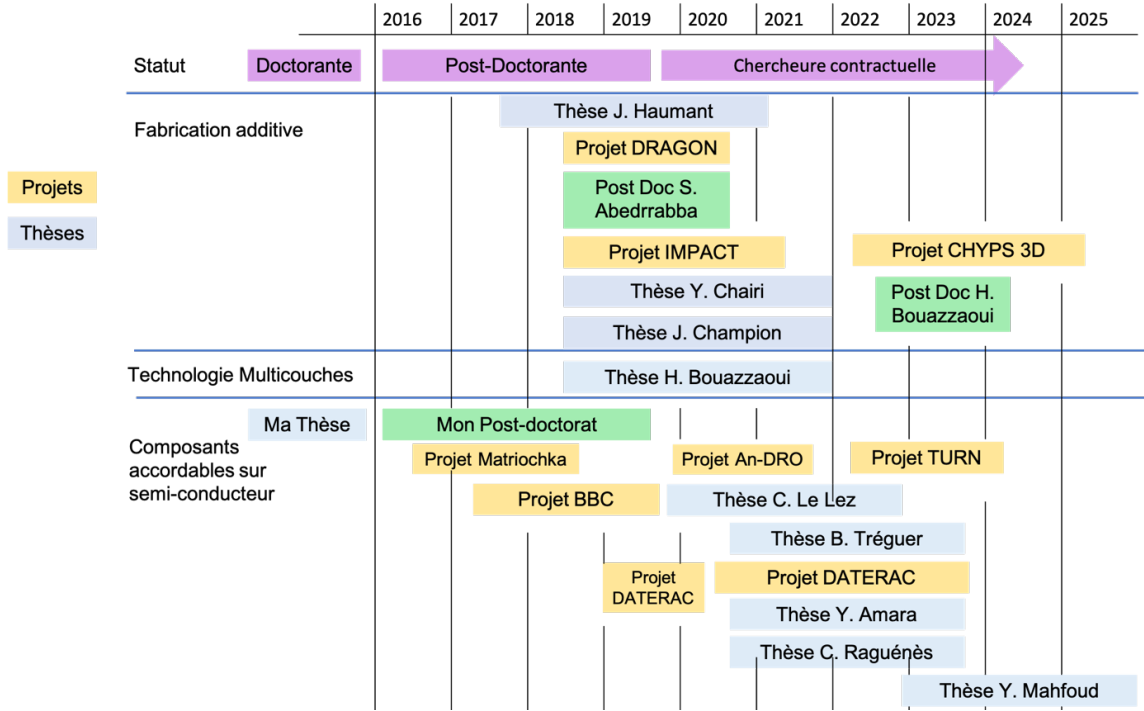 2016 2017 2018 2019 2020 2021 2022 2023 2024 2025
Statut Doctorante Post-Doctorante Chercheure contractuelle
Fabrication additive
Thèse J. Haumant
Projet DRAGON
Projets
Post Doc S.
Abedrrabba
Thèses
Projet IMPACT Projet CHYPS 3D
Thèse Y. Chairi
Post Doc H.
Bouazzaoui
Thèse J. Champion
Technologie Multicouches Thèse H. Bouazzaoui
Ma Thèse Mon Post-doctorat
Composants
accordables sur
semi-conducteur
Projet Matriochka Projet An-DRO Projet TURN
Projet BBC Thèse C. Le Lez
Thèse B. Tréguer
Projet
DATERAC
Projet DATERAC
Thèse Y. Amara
Thèse C. Raguénès
Thèse Y. Mahfoud